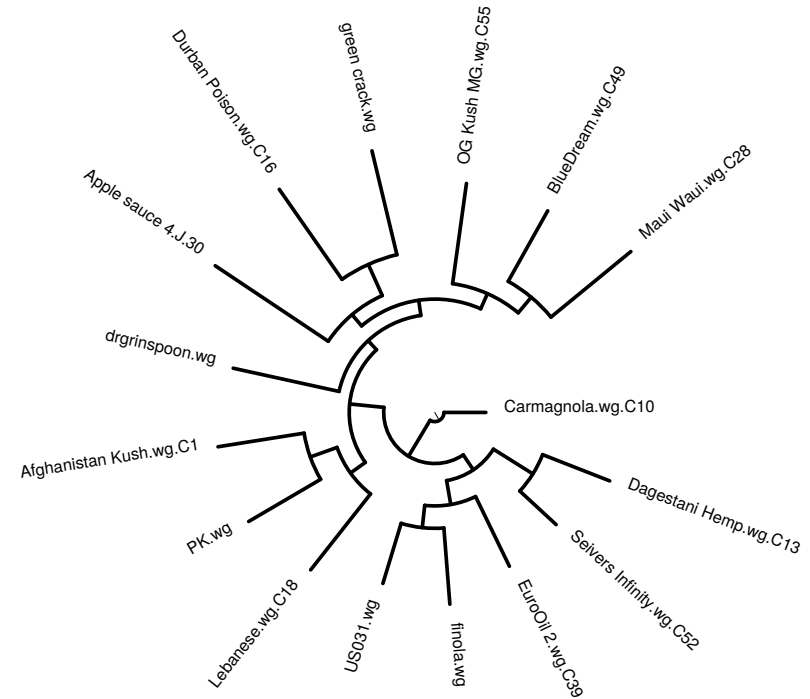 Durban Poison.wg.C16
green crack.wg
OG Kush MG.wg.C55
BlueDream.wg.C49
Maui Waui.wg.C28
Apple sauce 4.J.30
drgrinspoon.wg
Carmagnola.wg.C10
Afghanistan Kush.wg.C1
Dagestani Hemp.wg.C13
PK.wg
Seivers Infinity.wg.C52
Lebanese.wg.C18
US031.wg
finola.wg
EuroOil 2.wg.C39